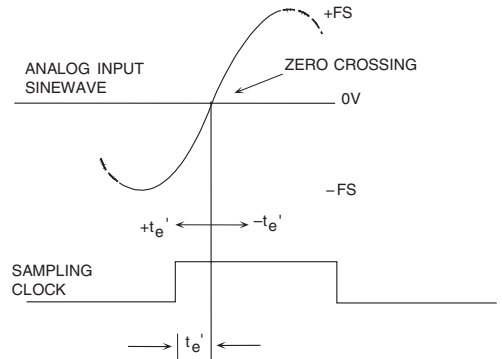 +FS
ANALOG INPUT
SINEWAVE
ZERO CROSSING
0V
–FS
+te'
–te'
SAMPLING
CLOCK
te'